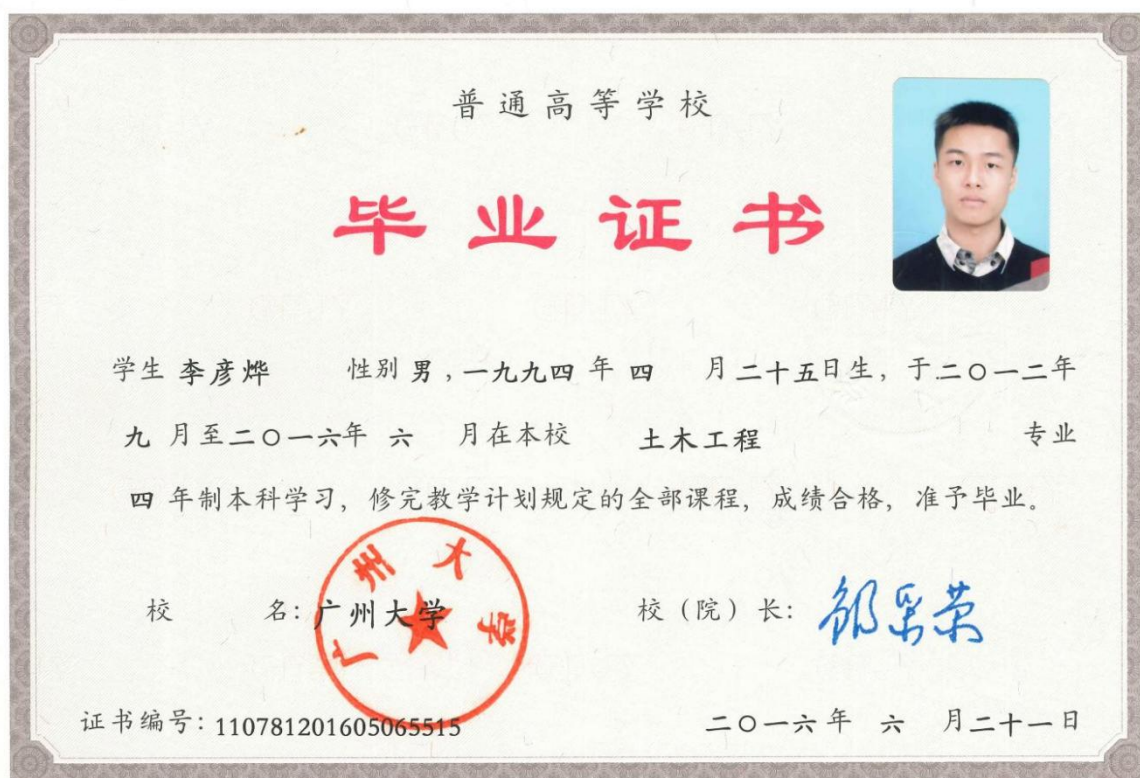 普通高等学校
毕业证书
学生 李彦烨 性别 男，一九九四 年 四 月 二十五日生，于二〇一二年
九 月至二〇一六年 六 月在本校 土木工程 专业
四 年制本科学习，修完教学计划规定的全部课程，成绩合格，准予毕业。
校 名：广州大学
广州大学
校（院）长：
证书编号：110781201605065515
二〇一六 年 六 月二十一日